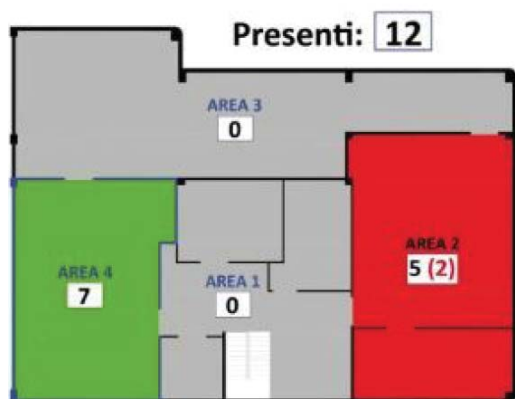 Presenti: 12
AREA 3
0
AREA 2
5 (2)
AREA 4
7
AREA 1
0